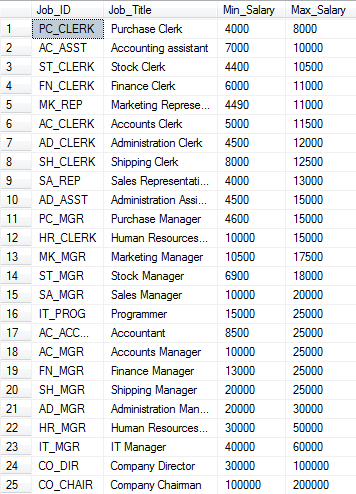 Job_ID Job_Title Min_Salary Max_Salary
1 PC_CLERK Purchase Clerk 4000 8000
2 AC_ASST Accounting assistant 7000 10000
3 ST_CLERK Stock Clerk 4400 10500
4 FN_CLERK Finance Clerk 6000 11000
5 MK_REP Marketing Represe... 4490 11000
6 AC_CLERK Accounts Clerk 5000 11500
7 AD_CLERK Administration Clerk 4500 12000
8 SH_CLERK Shipping Clerk 8000 12500
9 SA_REP Sales Representati... 4000 13000
10 AD_ASST Administration Assi... 4500 15000
11 PC_MGR Purchase Manager 4600 15000
12 HR_CLERK Human Resources... 10000 15000
13 MK_MGR Marketing Manager 10500 17500
14 ST_MGR Stock Manager 6900 18000
15 SA_MGR Sales Manager 10000 20000
16 IT_PROG Programmer 15000 25000
17 AC_ACC... Accountant 8500 25000
18 AC_MGR Accounts Manager 10000 25000
19 FN_MGR Finance Manager 13000 25000
20 SH_MGR Shipping Manager 20000 25000
21 AD_MGR Administration Man... 20000 30000
22 HR_MGR Human Resources... 30000 50000
23 IT_MGR IT Manager 40000 60000
24 CO_DIR Company Director 30000 100000
25 CO_CHAIR Company Chairman 100000 200000